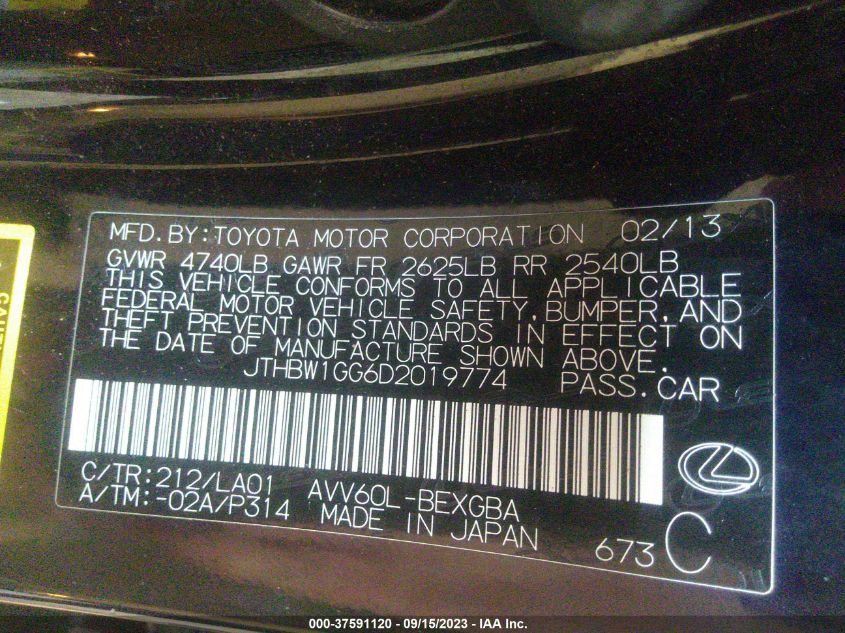 MFD.BY:TOYOTA MOTOR CORPORATION 02/13
GVWR 4740LB GAWR FR 2625LB RR 2540LB
THIS VEHICLE CONFORMS TO ALL APPLICABLE
FEDERAL MOTOR VEHICLE SAFETY, BUMPER, AND
THEFT PREVENTION STANDARDS IN EFFECT ON
THE DATE OF MANUFACTURE SHOWN ABOVE.
JTHBW1GG6D2019774 PASS.CAR
C/TR:212/LA01 AVV60L-BEXGBA
A/TM:-02A/P314 MADE IN JAPAN 673 C
000-37591120 - 09/15/2023 - IAA Inc.